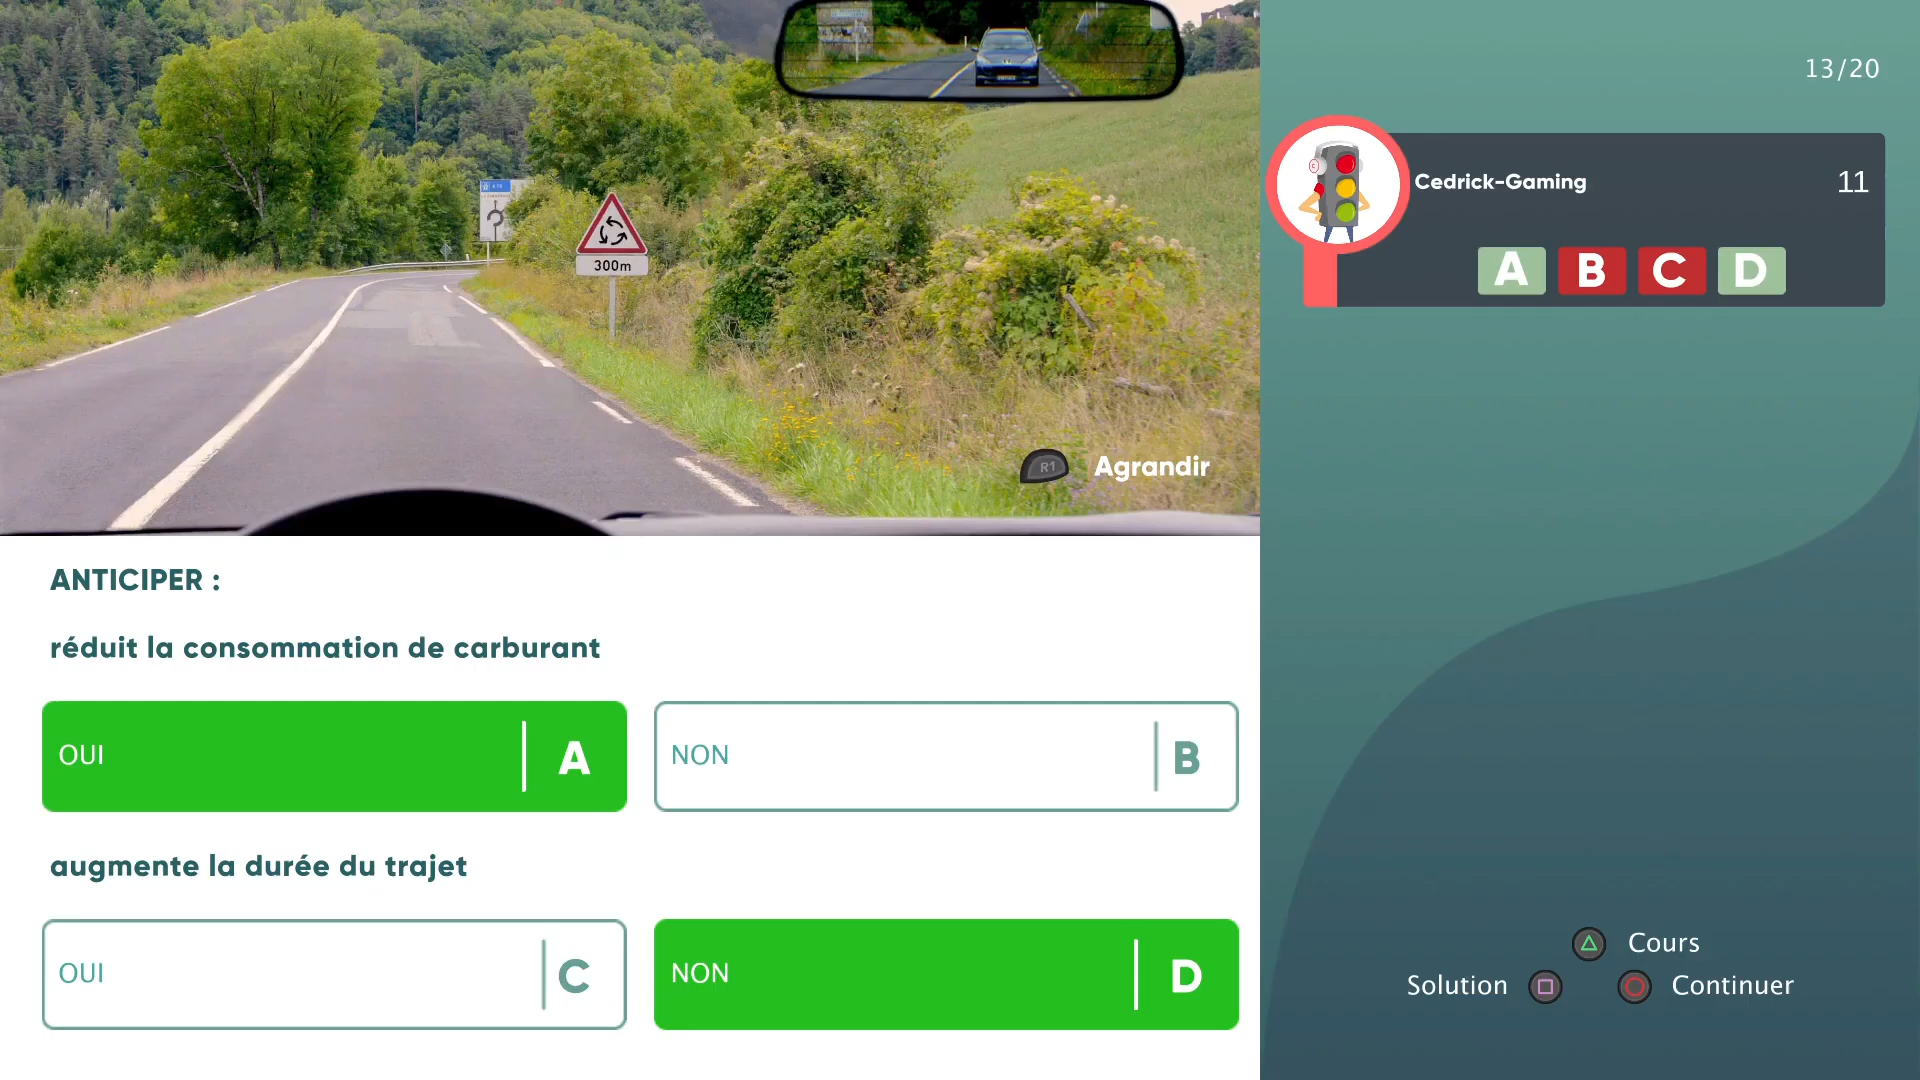 13/20
300m
Cedrick-Gaming
11
A
B
C
D
R1
Agrandir
ANTICIPER :
réduit la consommation de carburant
OUI
A
NON
B
augmente la durée du trajet
OUI
C
NON
D
Cours
Solution
Continuer